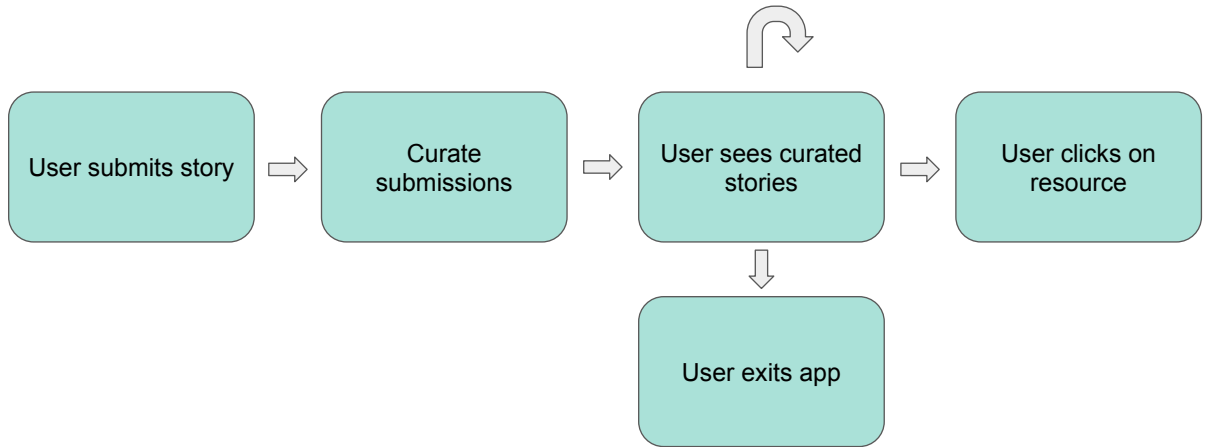 User submits story
Curate
submissions
User sees curated
stories
User clicks on
resource
User exits app